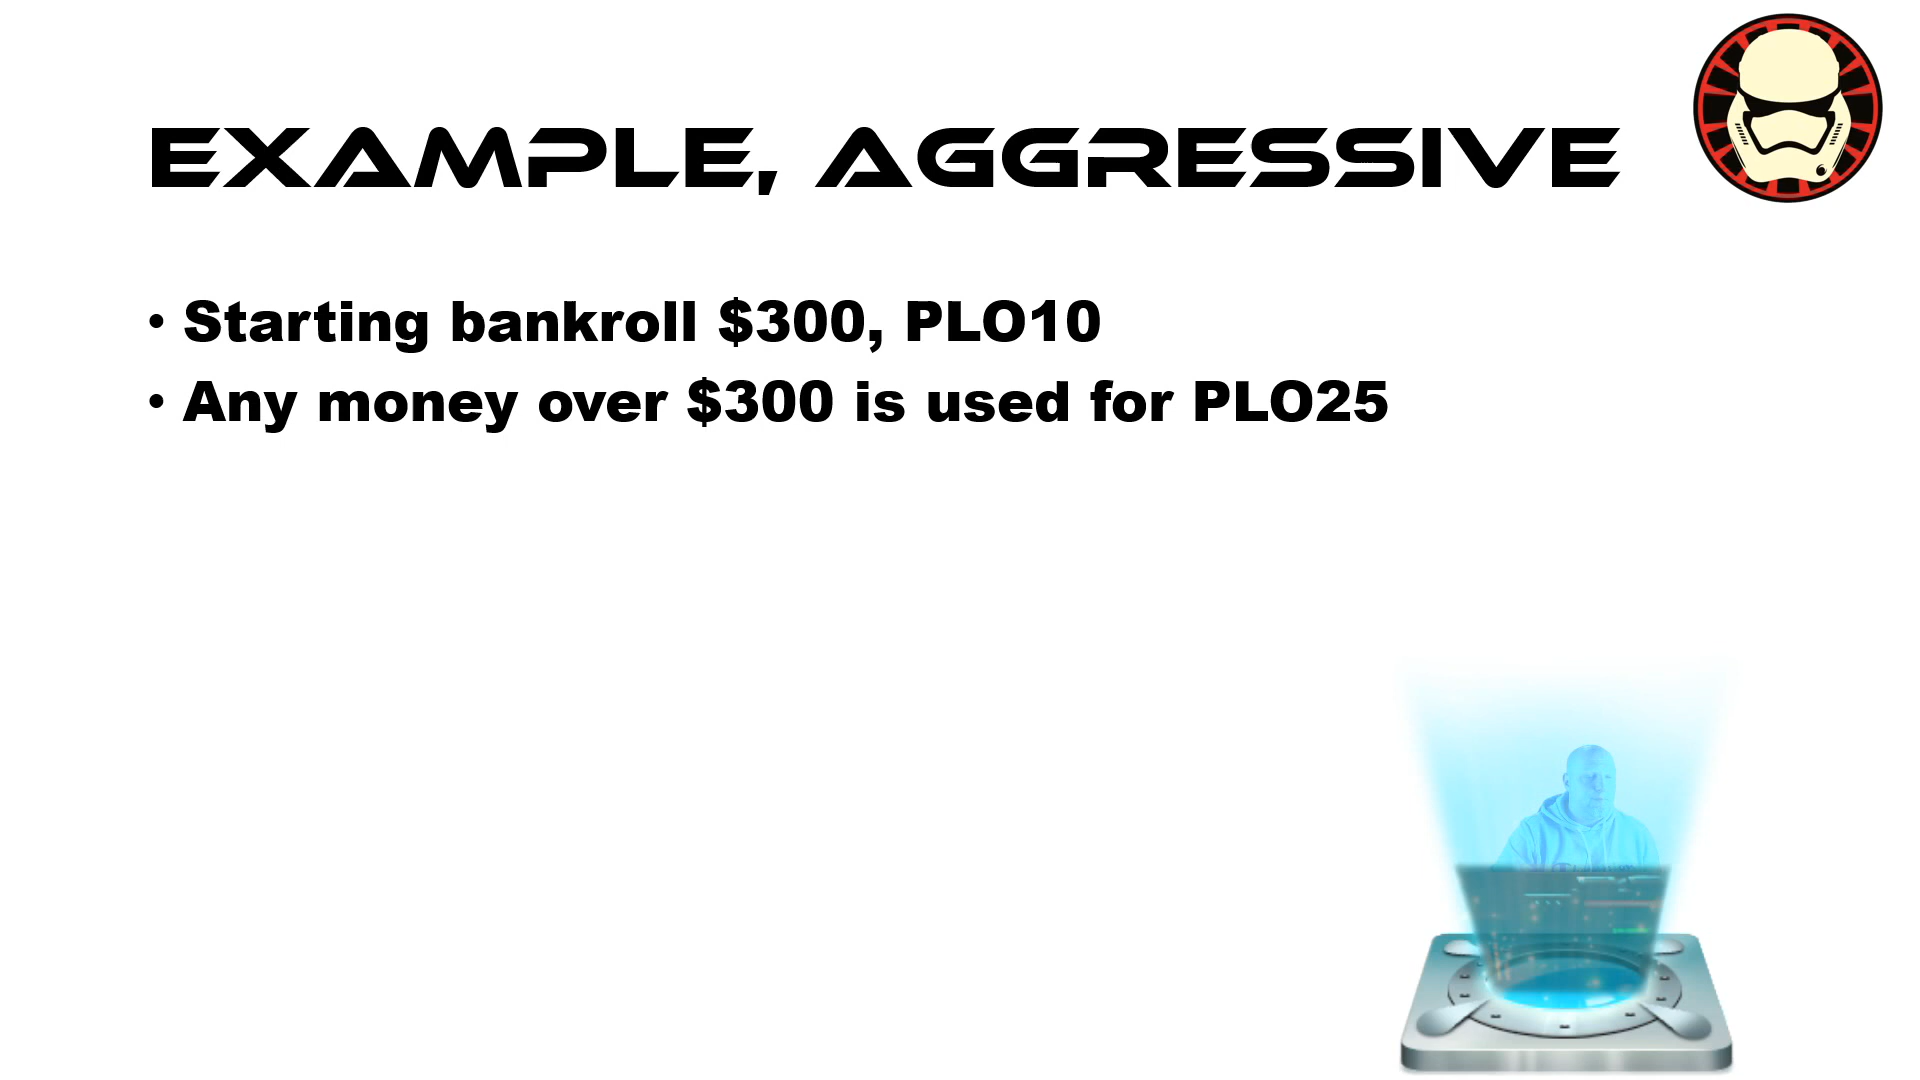 EXAMPLE, AGGRESSIVE
• Starting bankroll $300, PLO10
• Any money over $300 is used for PLO25